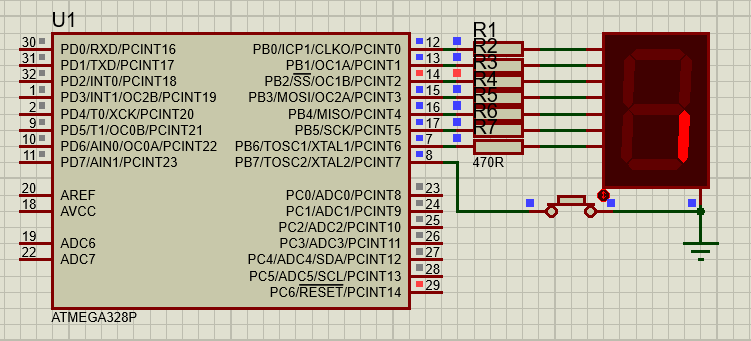 U1
30 PD0/RXD/PCINT16 PB0/ICP1/CLKO/PCINT0 12
31 PD1/TXD/PCINT17 PB1/OC1A/PCINT1 13
32 PD2/INT0/PCINT18 PB2/SS/OC1B/PCINT2 14
1 PD3/INT1/OC2B/PCINT19 PB3/MOSI/OC2A/PCINT3 15
2 PD4/T0/XCK/PCINT20 PB4/MISO/PCINT4 16
9 PD5/T1/OC0B/PCINT21 PB5/SCK/PCINT5 17
10 PD6/AIN0/OC0A/PCINT22 PB6/TOSC1/XTAL1/PCINT6 7
11 PD7/AIN1/PCINT23 PB7/TOSC2/XTAL2/PCINT7 8
20 AREF PC0/ADC0/PCINT8 23
18 AVCC PC1/ADC1/PCINT9 24
PC2/ADC2/PCINT10 25
19 ADC6 PC3/ADC3/PCINT11 26
22 ADC7 PC4/ADC4/SDA/PCINT12 27
PC5/ADC5/SCL/PCINT13 28
PC6/RESET/PCINT14 29
ATMEGA328P
R1
R2
R3
R4
R5
R6
R7
470R